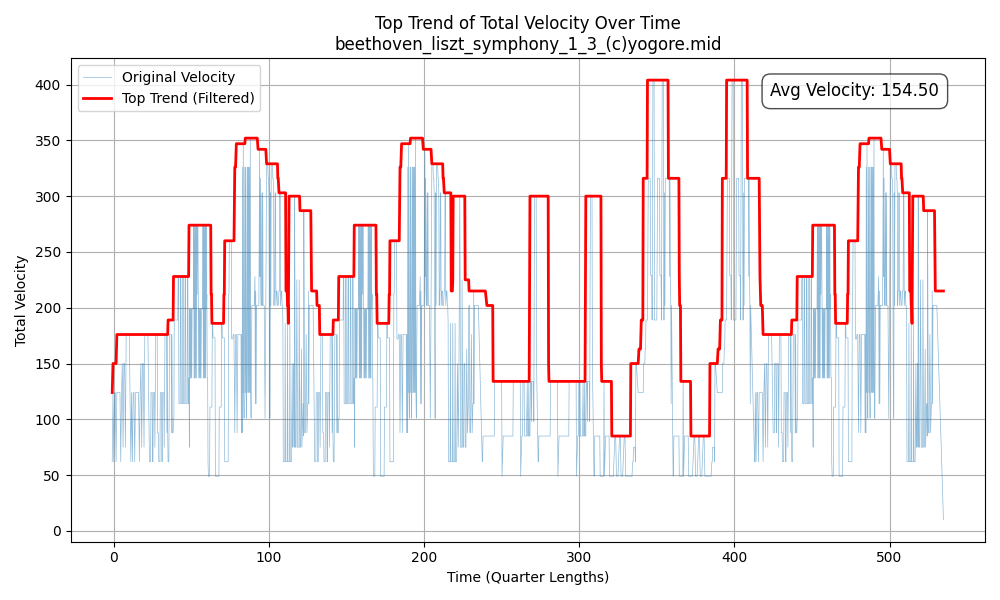 Top Trend of Total Velocity Over Time
beethoven_liszt_symphony_1_3_(c)yogore.mid
Original Velocity
Top Trend (Filtered)
Avg Velocity: 154.50
Total Velocity
400
350
300
250
200
150
100
50
0
0 100 200 300 400 500
Time (Quarter Lengths)